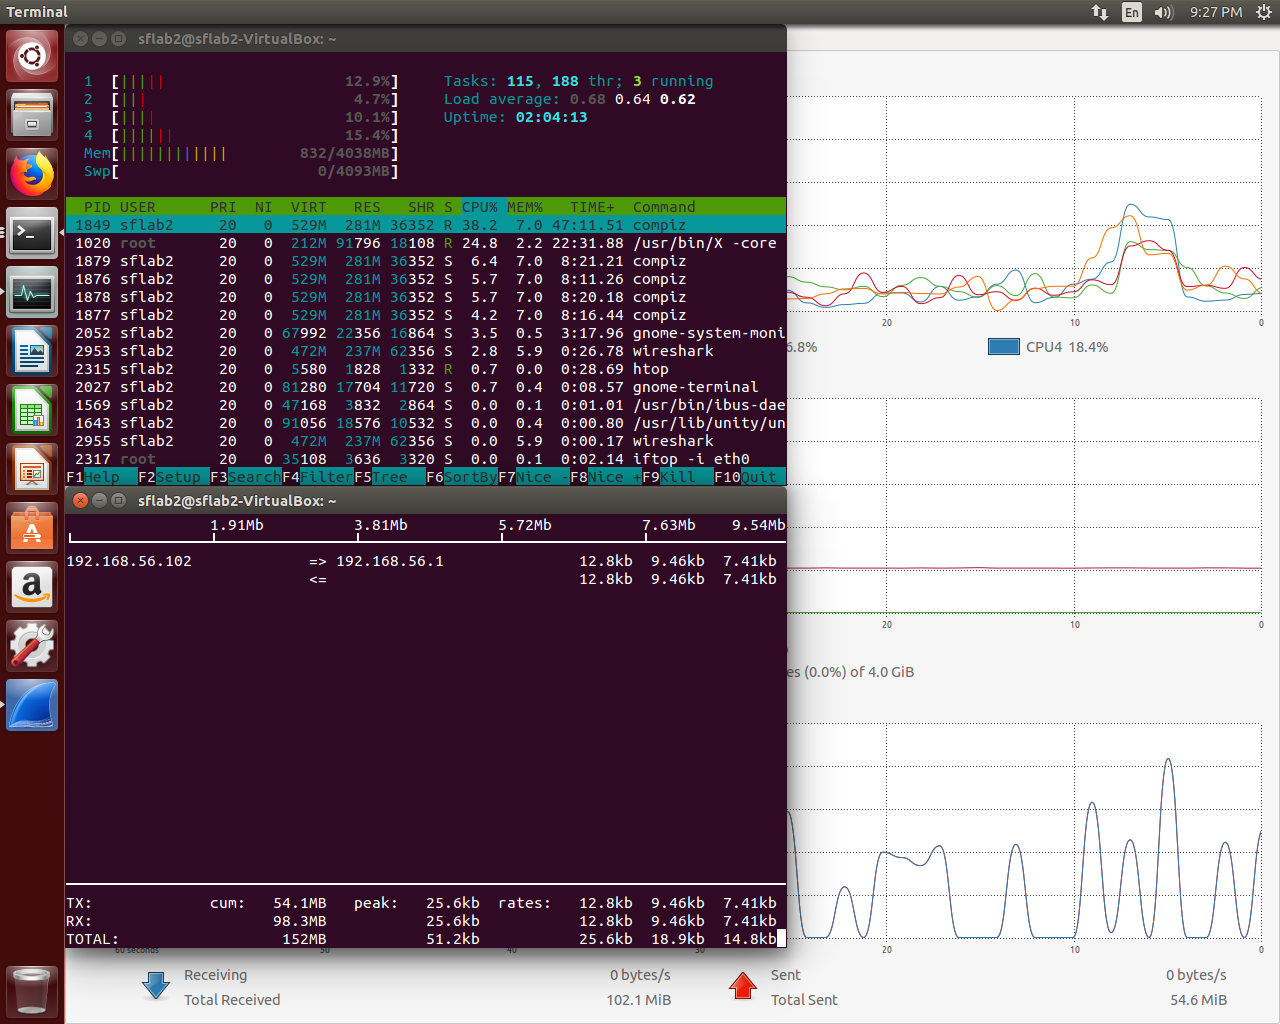 Terminal
En
9:27 PM
sflab2@sflab2-VirtualBox: ~
1 [||||| 12.9%] Tasks: 115, 188 thr; 3 running
2 [||| 4.7%] Load average: 0.68 0.64 0.62
3 [|||| 10.1%] Uptime: 02:04:13
4 [|||||| 15.4%]
Mem[|||||||||||| 832/4038MB]
Swp[ 0/4093MB]
PID USER PRI NI VIRT RES SHR S CPU% MEM% TIME+ Command
1849 sflab2 20 0 529M 281M 36352 R 38.2 7.0 47:11.51 compiz
1020 root 20 0 212M 91796 18108 R 24.8 2.2 22:31.88 /usr/bin/X -core
1879 sflab2 20 0 529M 281M 36352 S 6.4 7.0 8:21.21 compiz
1876 sflab2 20 0 529M 281M 36352 S 5.7 7.0 8:11.26 compiz
1878 sflab2 20 0 529M 281M 36352 S 5.7 7.0 8:20.18 compiz
1877 sflab2 20 0 529M 281M 36352 S 4.2 7.0 8:16.44 compiz
2052 sflab2 20 0 67992 22356 16864 S 3.5 0.5 3:17.96 gnome-system-moni
2953 sflab2 20 0 472M 237M 62356 S 2.8 5.9 0:26.78 wireshark
2315 sflab2 20 0 5580 1828 1332 R 0.7 0.0 0:28.69 htop
2027 sflab2 20 0 81280 17704 11720 S 0.7 0.4 0:08.57 gnome-terminal
1569 sflab2 20 0 47168 3832 2864 S 0.0 0.1 0:01.01 /usr/bin/ibus-dae
1643 sflab2 20 0 91056 18576 10532 S 0.0 0.4 0:00.80 /usr/lib/unity/un
2955 sflab2 20 0 472M 237M 62356 S 0.0 5.9 0:00.17 wireshark
2317 root 20 0 35108 3636 3320 S 0.0 0.1 0:02.14 iftop -i eth0
F1Help F2Setup F3SearchF4FilterF5Tree F6SortByF7Nice -F8Nice +F9Kill F10Quit
20 10 0
6.8% CPU4 18.4%
sflab2@sflab2-VirtualBox: ~
1.91Mb 3.81Mb 5.72Mb 7.63Mb 9.54Mb
192.168.56.102 => 192.168.56.1 12.8kb 9.46kb 7.41kb
<= 12.8kb 9.46kb 7.41kb
20 10 0
es (0.0%) of 4.0 GiB
TX: cum: 54.1MB peak: 25.6kb rates: 12.8kb 9.46kb 7.41kb
RX: 98.3MB 25.6kb 12.8kb 9.46kb 7.41kb
TOTAL: 152MB 51.2kb 25.6kb 18.9kb 14.8kb
60 seconds 50 40 30 20 10 0
Receiving 0 bytes/s Sent 0 bytes/s
Total Received 102.1 MiB Total Sent 54.6 MiB